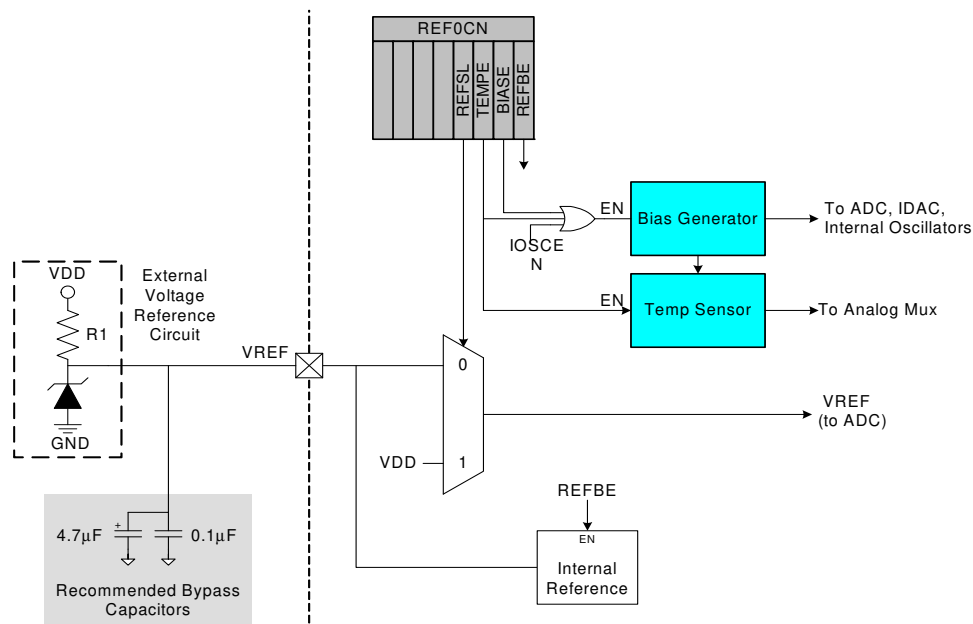 REF0CN
REFSL
TEMPE
BIASE
REFBE
EN
Bias Generator
To ADC, IDAC,
Internal Oscillators
IOSCE
N
EN
Temp Sensor
To Analog Mux
VDD
R1
GND
External
Voltage
Reference
Circuit
VREF
0
1
VDD
VREF
(to ADC)
REFBE
EN
Internal
Reference
4.7µF
+
0.1µF
Recommended Bypass
Capacitors